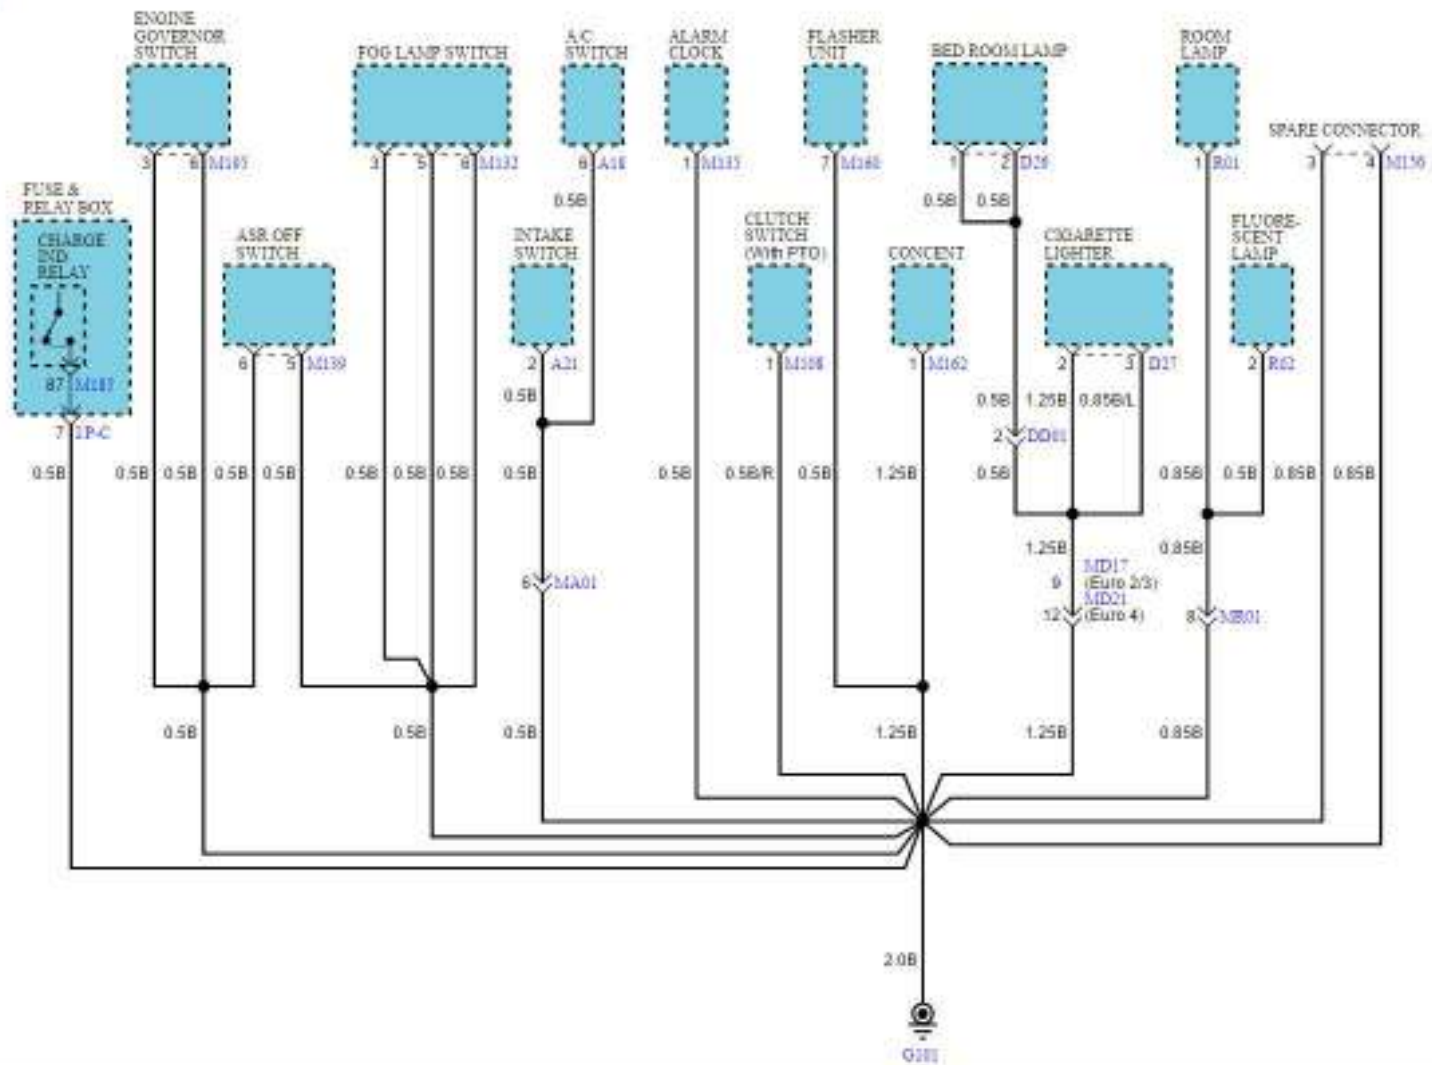 ENGINE
GOVERNOR
SWITCH
FOG LAMP SWITCH
A/C
SWITCH
ALARM
CLOCK
FLASHER
UNIT
BED ROOM LAMP
ROOM
LAMP
SPARE CONNECTOR
3 6
3 5 6 M132
6 A18
1 M135
7 M160
1 2 D26
1 R01
3 4 M156
FUSE &
RELAY BOX
CHARGE
IND
RELAY
ASR OFF
SWITCH
INTAKE
SWITCH
CLUTCH
SWITCH
(With PTO)
CONCENT
CIGARETTE
LIGHTER
FLUORE-
SCENT
LAMP
0.5B 0.5B 0.5B
6 5 M139
2 A21
1 M108
1 M162
2 3 D27
2 R02
87 M187
7 I/P-C
0.5B 0.5B 1.25B 0.85B/L
2 DD01
0.5B 0.5B 0.5B 0.5B 0.5B 0.5B 0.5B 0.5B 0.5B 0.5B 0.5B/R 0.5B 1.25B 0.5B 0.85B 0.5B 0.85B 0.85B
1.25B 0.85B
6 MA01
9 MD17
(Euro 2/3)
MD21
12 (Euro 4)
8 MR01
0.5B 0.5B 0.5B 1.25B 1.25B 0.85B
2.0B
G101